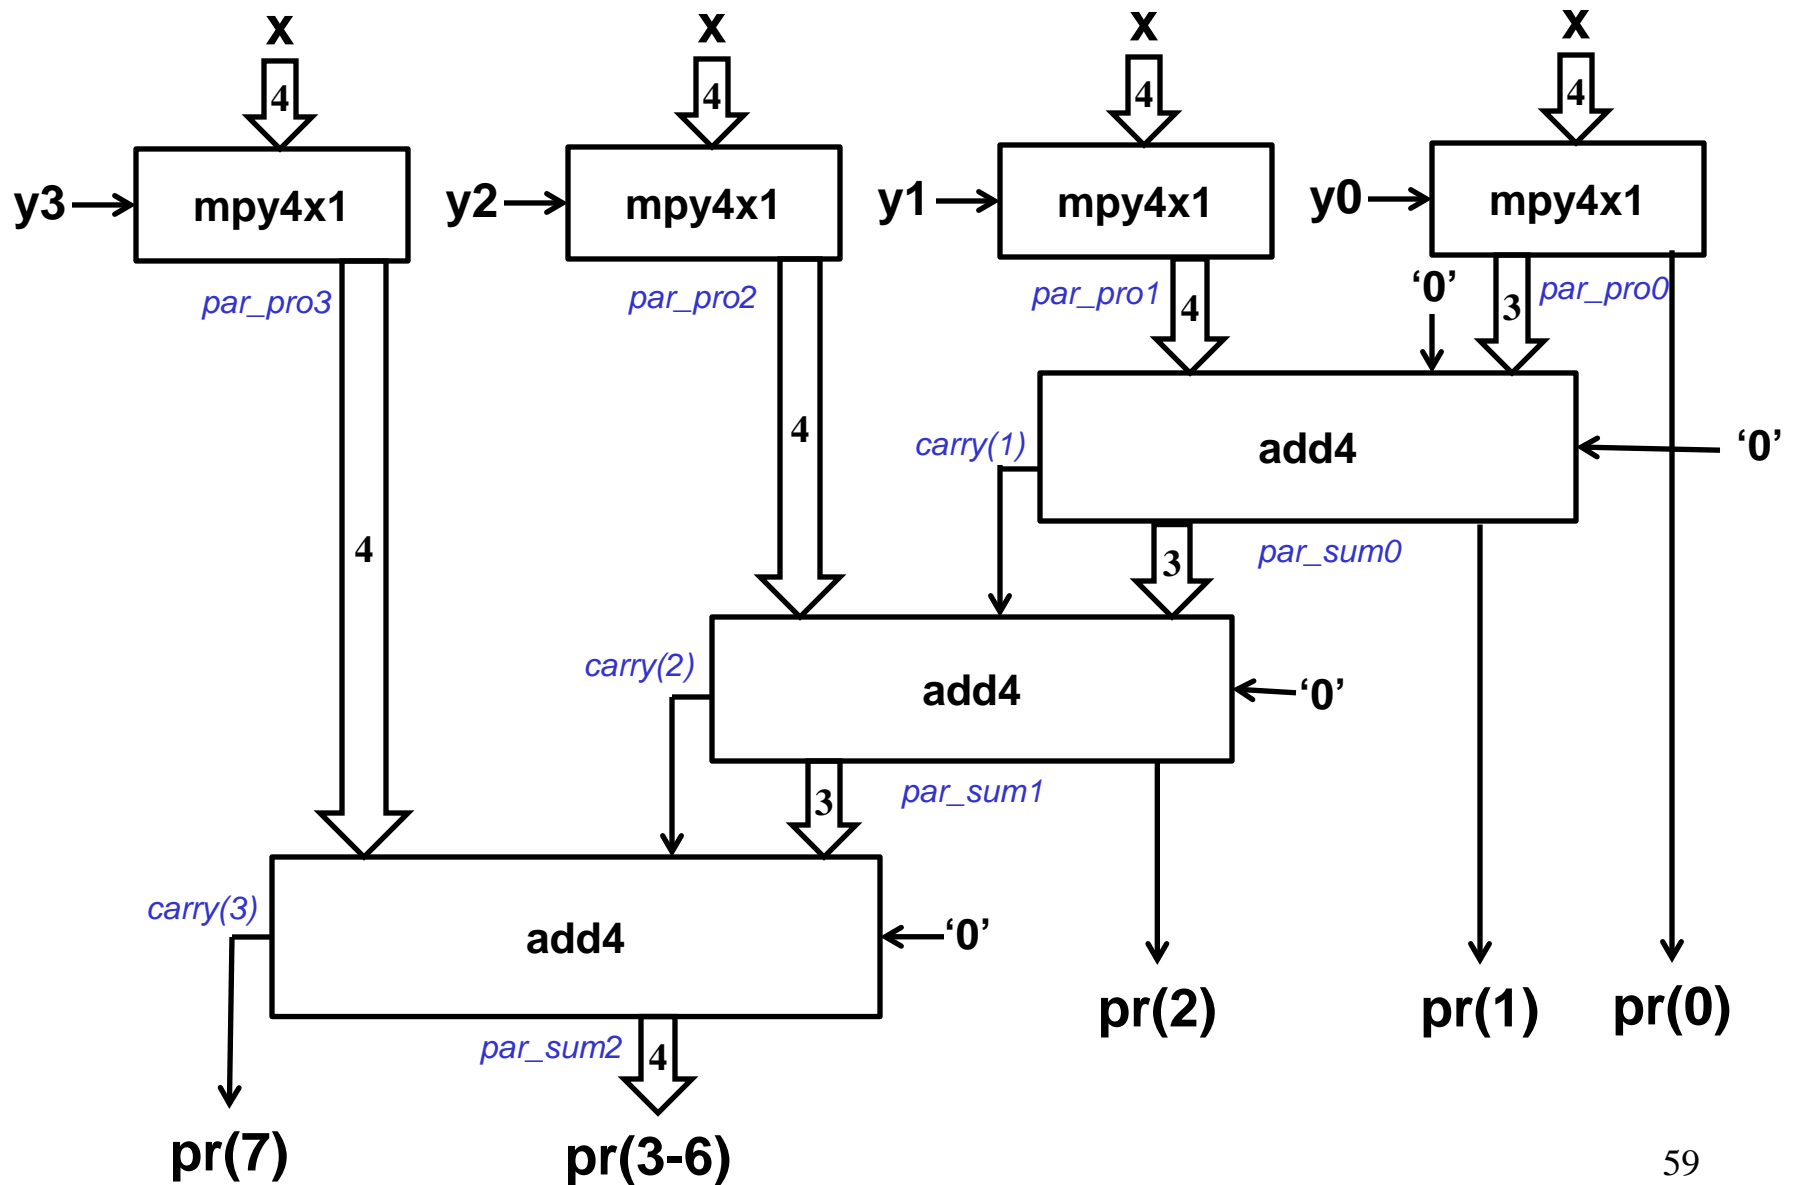 x x x x
4 4 4 4
y3 mpy4x1 y2 mpy4x1 y1 mpy4x1 y0 mpy4x1
par_pro3 par_pro2 par_pro1 4 ‘0’ 3 par_pro0
4 carry(1) add4 ‘0’
4 3 par_sum0
carry(2) add4 ‘0’
3 par_sum1
carry(3) add4 ‘0’
pr(2) pr(1) pr(0)
par_sum2 4
pr(7) pr(3-6)
59